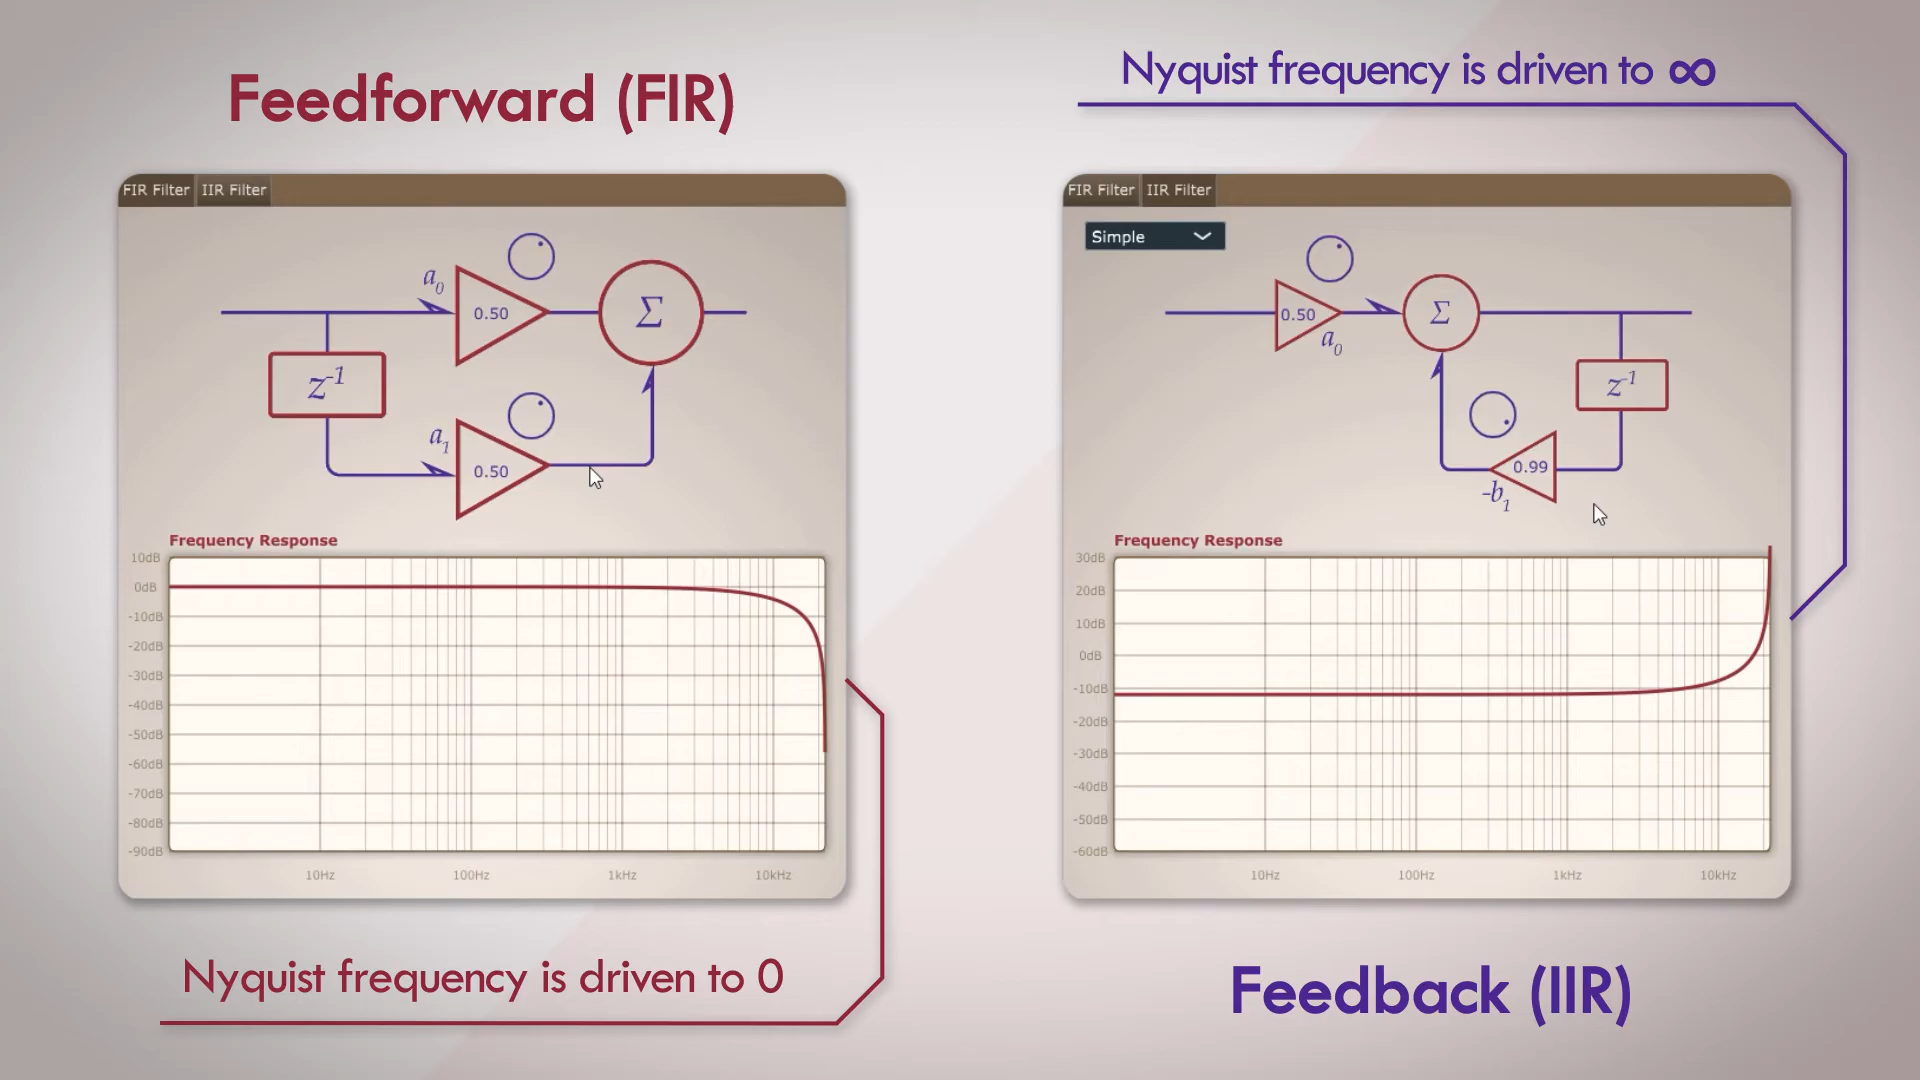 Feedforward (FIR)
FIR Filter IIR Filter
a0
0.50
Σ
z-1
a1
0.50
Frequency Response
10dB
0dB
-10dB
-20dB
-30dB
-40dB
-50dB
-60dB
-70dB
-80dB
-90dB
10Hz 100Hz 1kHz 10kHz
Nyquist frequency is driven to 0
Nyquist frequency is driven to ∞
FIR Filter IIR Filter
Simple
0.50
a0
Σ
z-1
0.99
-b1
Frequency Response
30dB
20dB
10dB
0dB
-10dB
-20dB
-30dB
-40dB
-50dB
-60dB
10Hz 100Hz 1kHz 10kHz
Feedback (IIR)